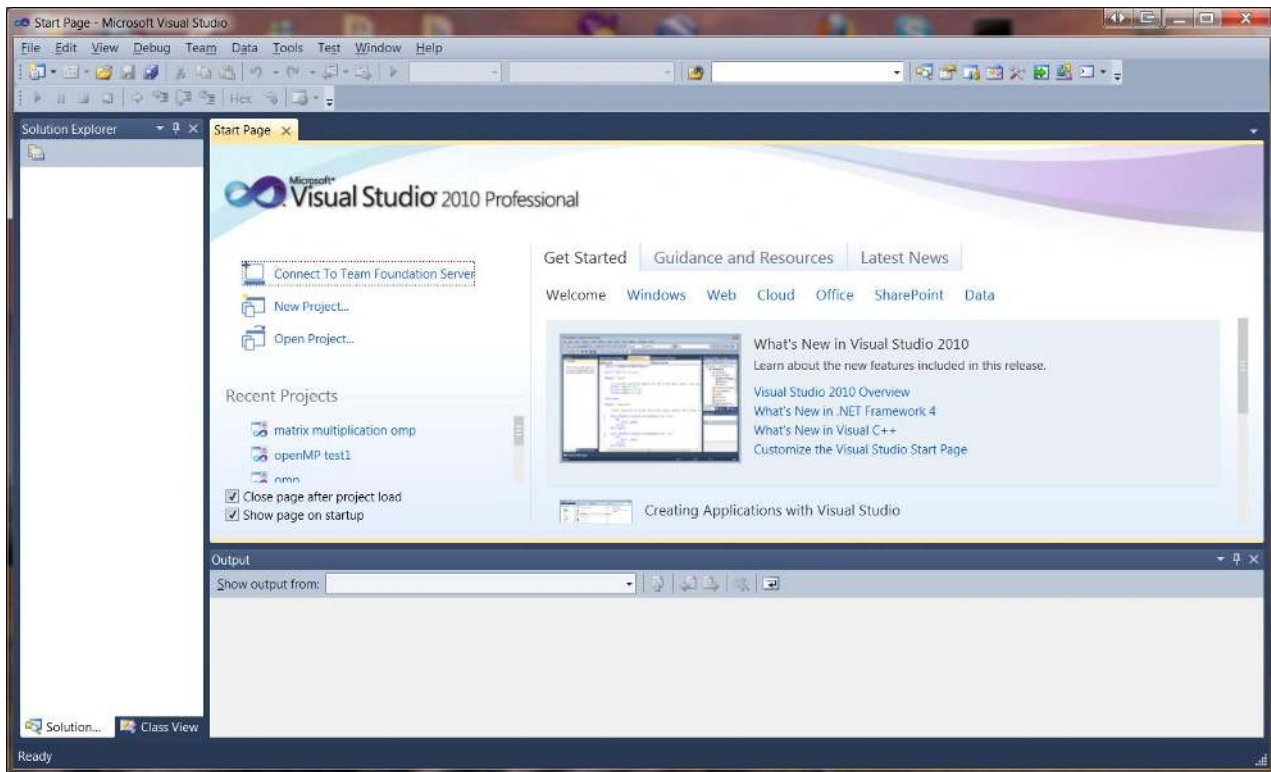 Start Page - Microsoft Visual Studio
File Edit View Debug Team Data Tools Test Window Help
Hex
Solution Explorer
Start Page
Microsoft
Visual Studio 2010 Professional
Connect To Team Foundation Server
New Project...
Open Project...
Recent Projects
matrix multiplication omp
openMP test1
omp
Close page after project load
Show page on startup
Get Started Guidance and Resources Latest News
Welcome Windows Web Cloud Office SharePoint Data
What's New in Visual Studio 2010
Learn about the new features included in this release.
Visual Studio 2010 Overview
What's New in .NET Framework 4
What's New in Visual C++
Customize the Visual Studio Start Page
Creating Applications with Visual Studio
Output
Show output from:
Solution... Class View
Ready